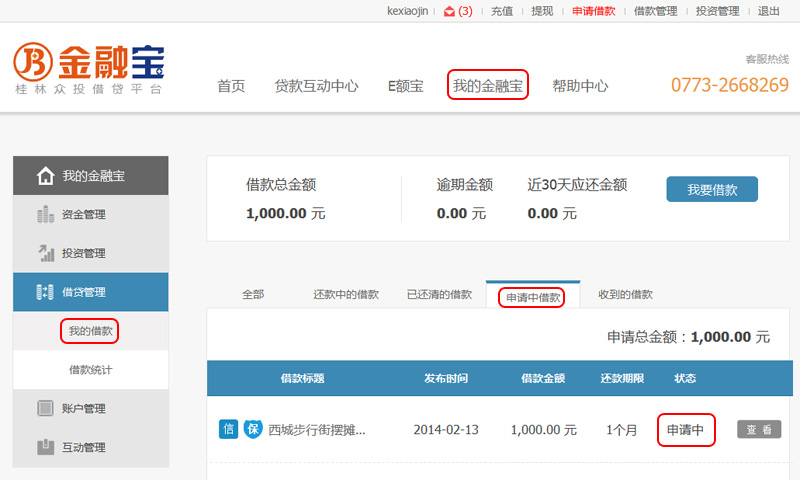 kexiaojin (3) 充值 提现 申请借款 借款管理 投资管理 退出
金融宝
桂林众投借贷平台
首页 贷款互动中心 E额宝 我的金融宝 帮助中心
客服热线
0773-2668269
我的金融宝
资金管理
投资管理
借贷管理
我的借款
借款统计
账户管理
互动管理
借款总金额 逾期金额 近30天应还金额
1,000.00 元 0.00 元 0.00 元
我要借款
全部 还款中的借款 已还清的借款 申请中借款 收到的借款
申请总金额：1,000.00 元
借款标题 发布时间 借款金额 还款期限 状态
信 保 西城步行街摆摊... 2014-02-13 1,000.00 元 1个月 申请中 查 看